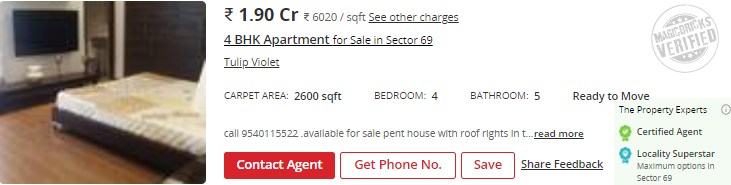 ₹ 1.90 Cr ₹ 6020 / sqft See other charges
4 BHK Apartment for Sale in Sector 69
Tulip Violet
MAGICBRICKS
VERIFIED
CARPET AREA: 2600 sqft BEDROOM: 4 BATHROOM: 5 Ready to Move
The Property Experts
call 9540115522 .available for sale pent house with roof rights in t...read more
Certified Agent
Contact Agent Get Phone No. Save Share Feedback
Locality Superstar
Maximum options in
Sector 69